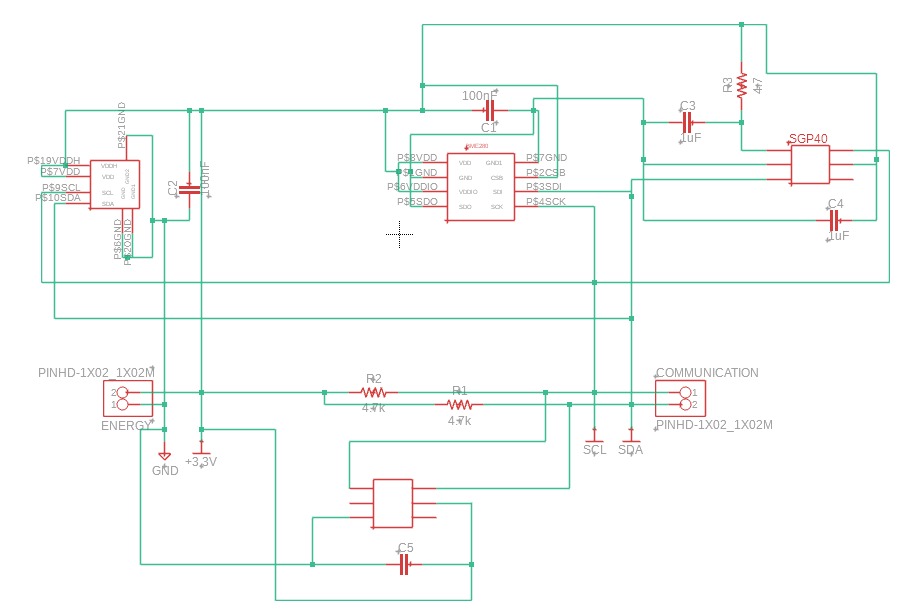 100nF
C1
R3
47
C3
1uF
SGP40
P$21GND
P$19VDDH
P$7VDD
P$9SCL
P$10SDA
VDDH
VDD
SCL
SDA
GND2
GND
GND1
P$6GND
P$20GND
C2
100nF
BME280
P$8VDD
P$1GND
P$6VDDIO
P$5SDO
VDD
GND
VDDIO
SDO
GND1
CSB
SDI
SCK
P$7GND
P$2CSB
P$3SDI
P$4SCK
C4
1uF
PINHD-1X02_1X02M
2
1
ENERGY
R2
4.7k
R1
4.7k
COMMUNICATION
1
2
PINHD-1X02_1X02M
GND
+3.3V
SCL
SDA
C5